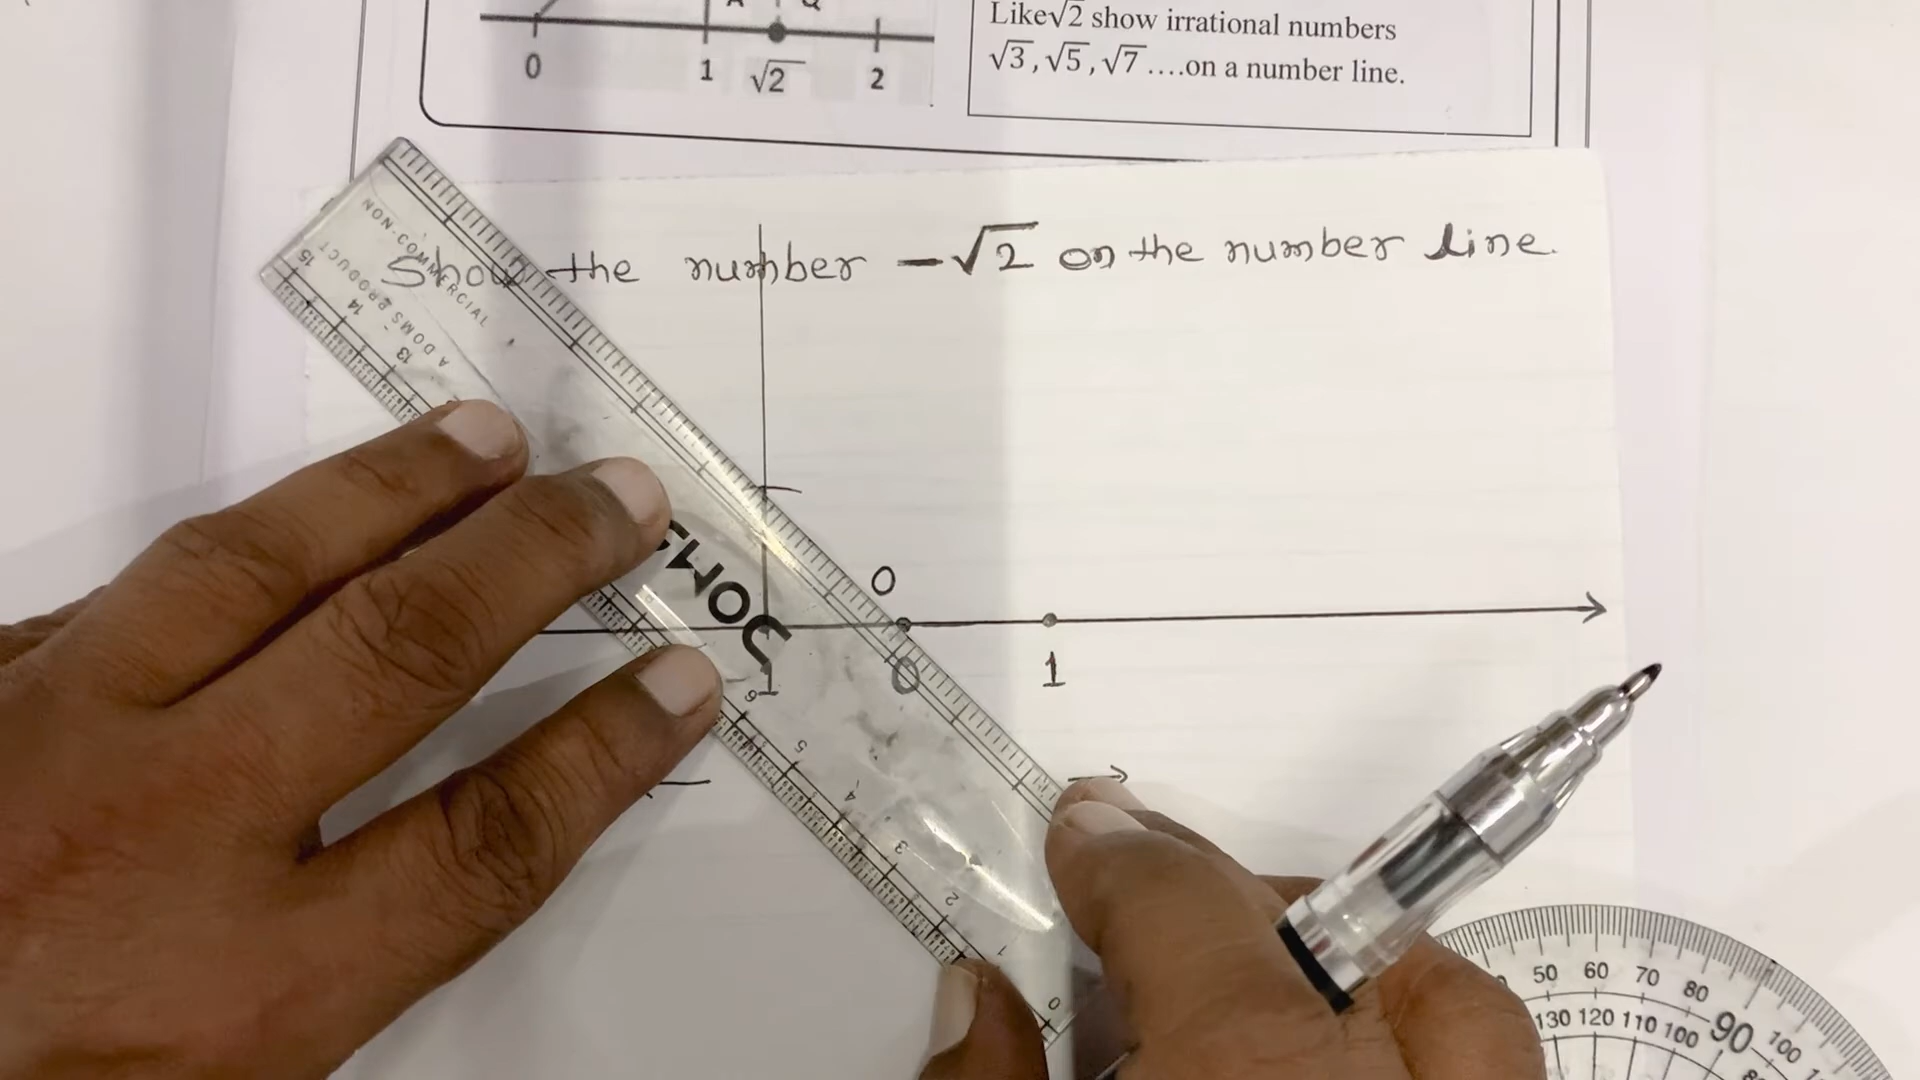 0 1 √2 2
Like√2 show irrational numbers
√3, √5, √7 ....on a number line.
Show the number -√2 on the number line.
NON-COMMERCIAL
A DOMS PRODUCT
15 14 13
DOMS
0
1 0 1
6 5 4 3 2 1 0
50 60 70 80 90 100
130 120 110 100